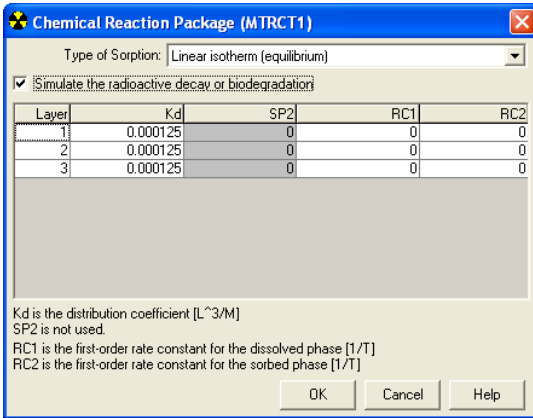 Chemical Reaction Package (MTRCT1)
Type of Sorption: Linear isotherm (equilibrium)
Simulate the radioactive decay or biodegradation
Layer Kd SP2 RC1 RC2
1 0.000125 0 0 0
2 0.000125 0 0 0
3 0.000125 0 0 0
Kd is the distribution coefficient [L^3/M]
SP2 is not used.
RC1 is the first-order rate constant for the dissolved phase [1/T]
RC2 is the first-order rate constant for the sorbed phase [1/T]
OK Cancel Help